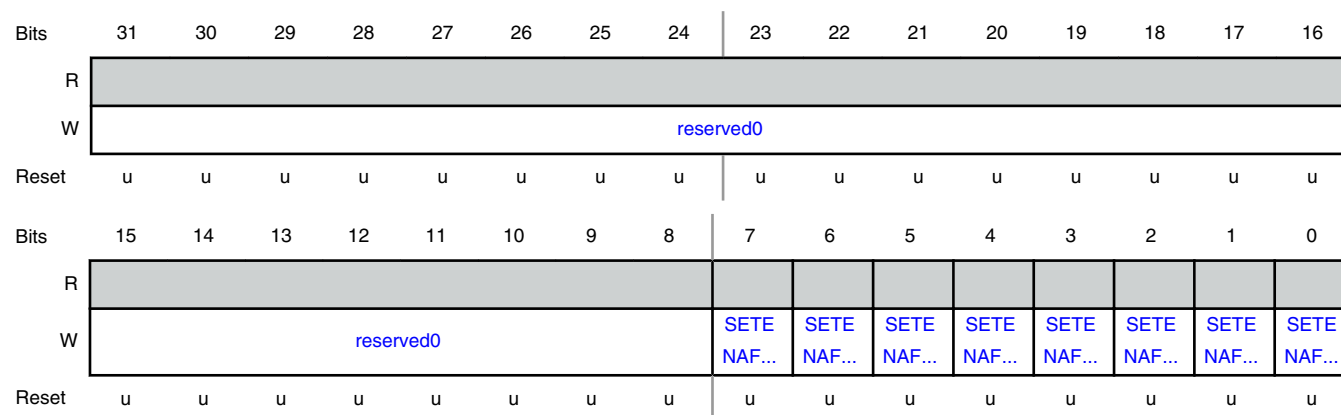 Bits 31 30 29 28 27 26 25 24 23 22 21 20 19 18 17 16
R
W reserved0
Reset u u u u u u u u u u u u u u u u
Bits 15 14 13 12 11 10 9 8 7 6 5 4 3 2 1 0
R
SETE SETE SETE SETE SETE SETE SETE SETE
W reserved0
NAF... NAF... NAF... NAF... NAF... NAF... NAF... NAF...
Reset u u u u u u u u u u u u u u u u